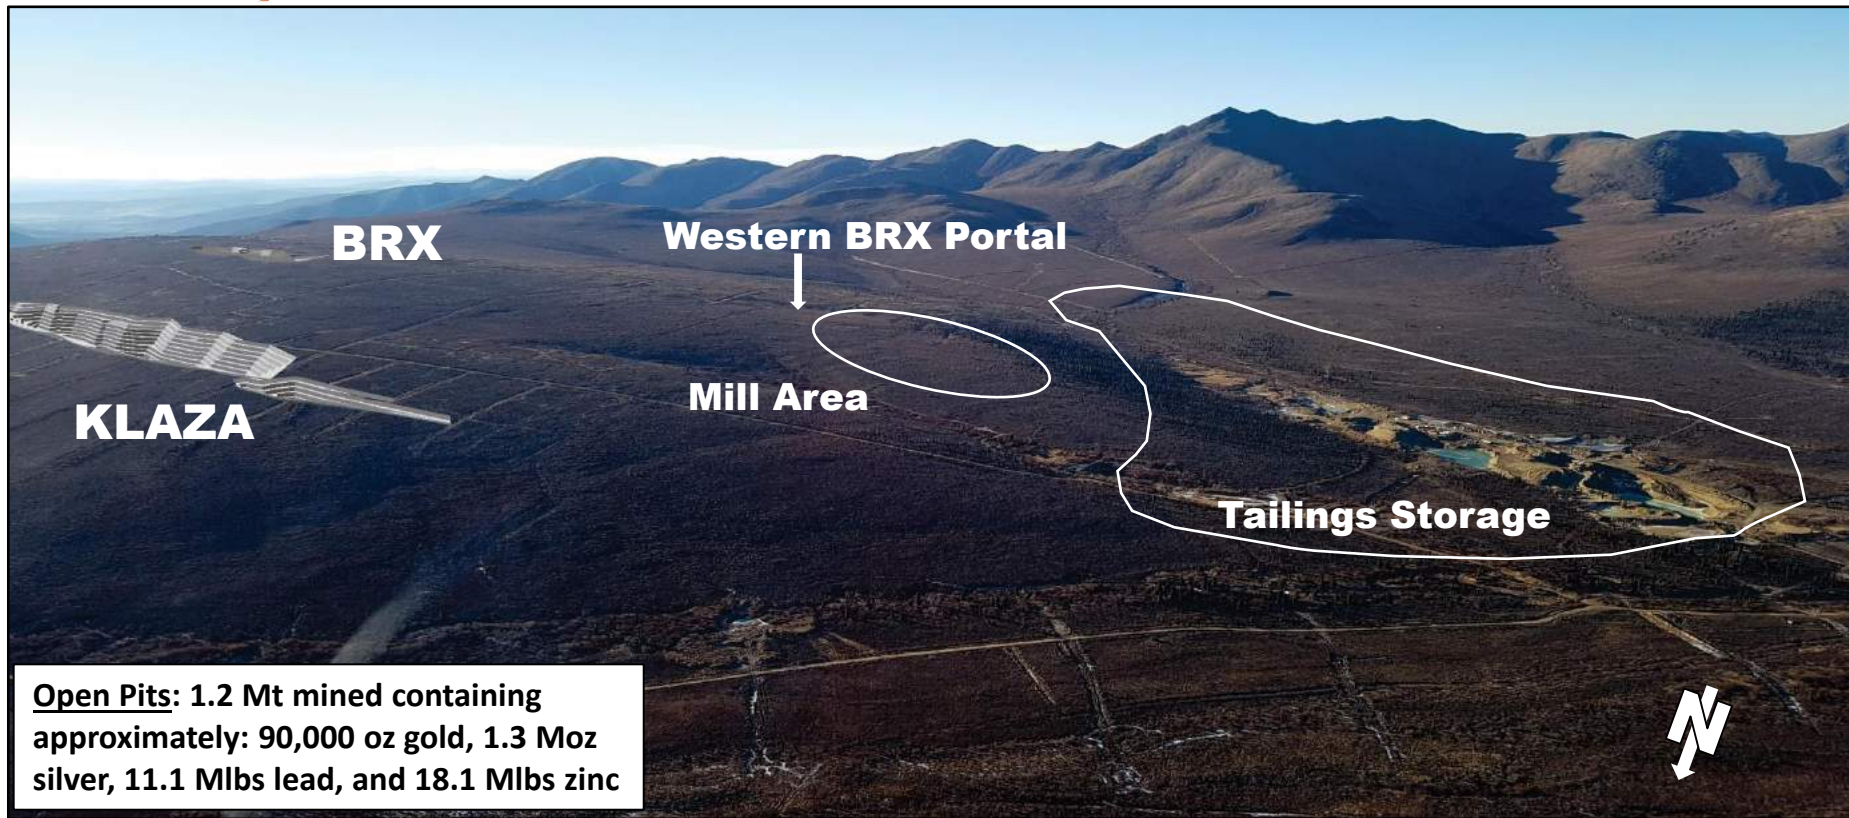 BRX
Western BRX Portal
Mill Area
KLAZA
Tailings Storage
Open Pits: 1.2 Mt mined containing
approximately: 90,000 oz gold, 1.3 Moz
silver, 11.1 Mlbs lead, and 18.1 Mlbs zinc
N